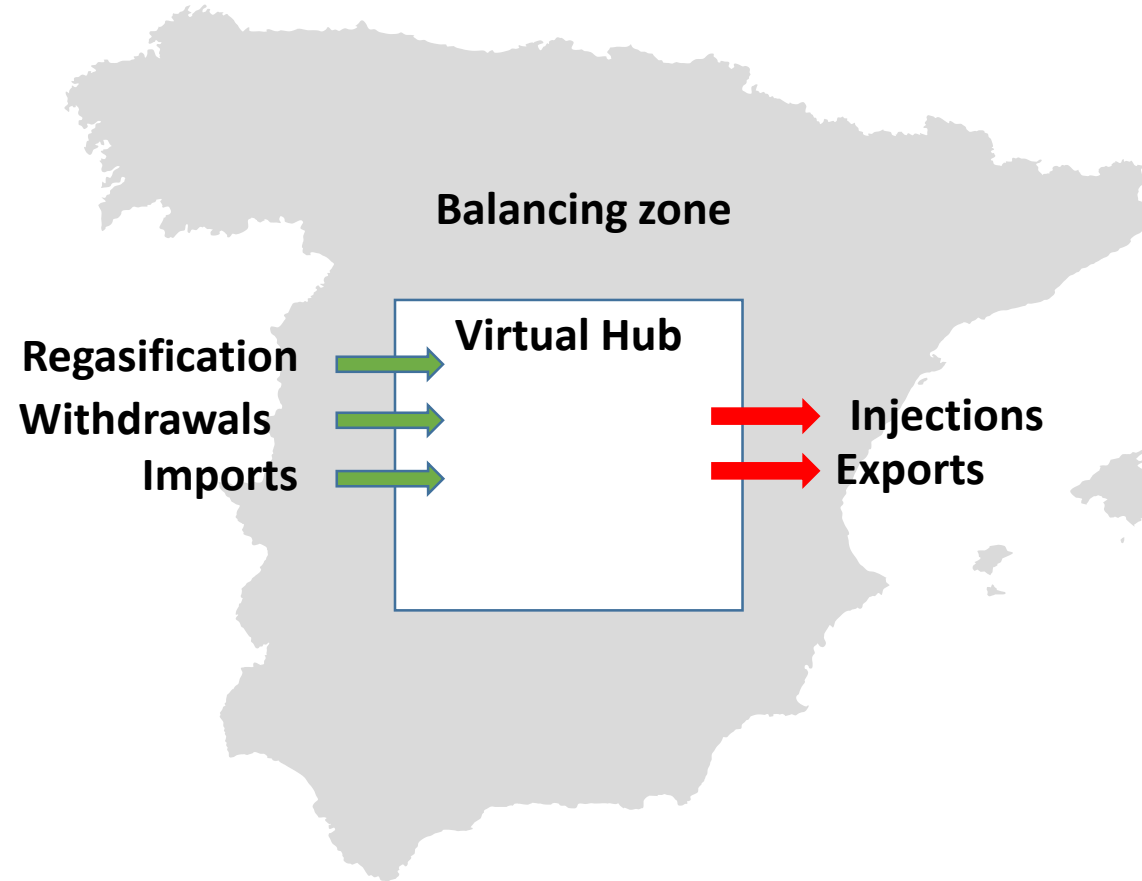 Balancing zone
Virtual Hub
Regasification
Withdrawals
Imports
Injections
Exports